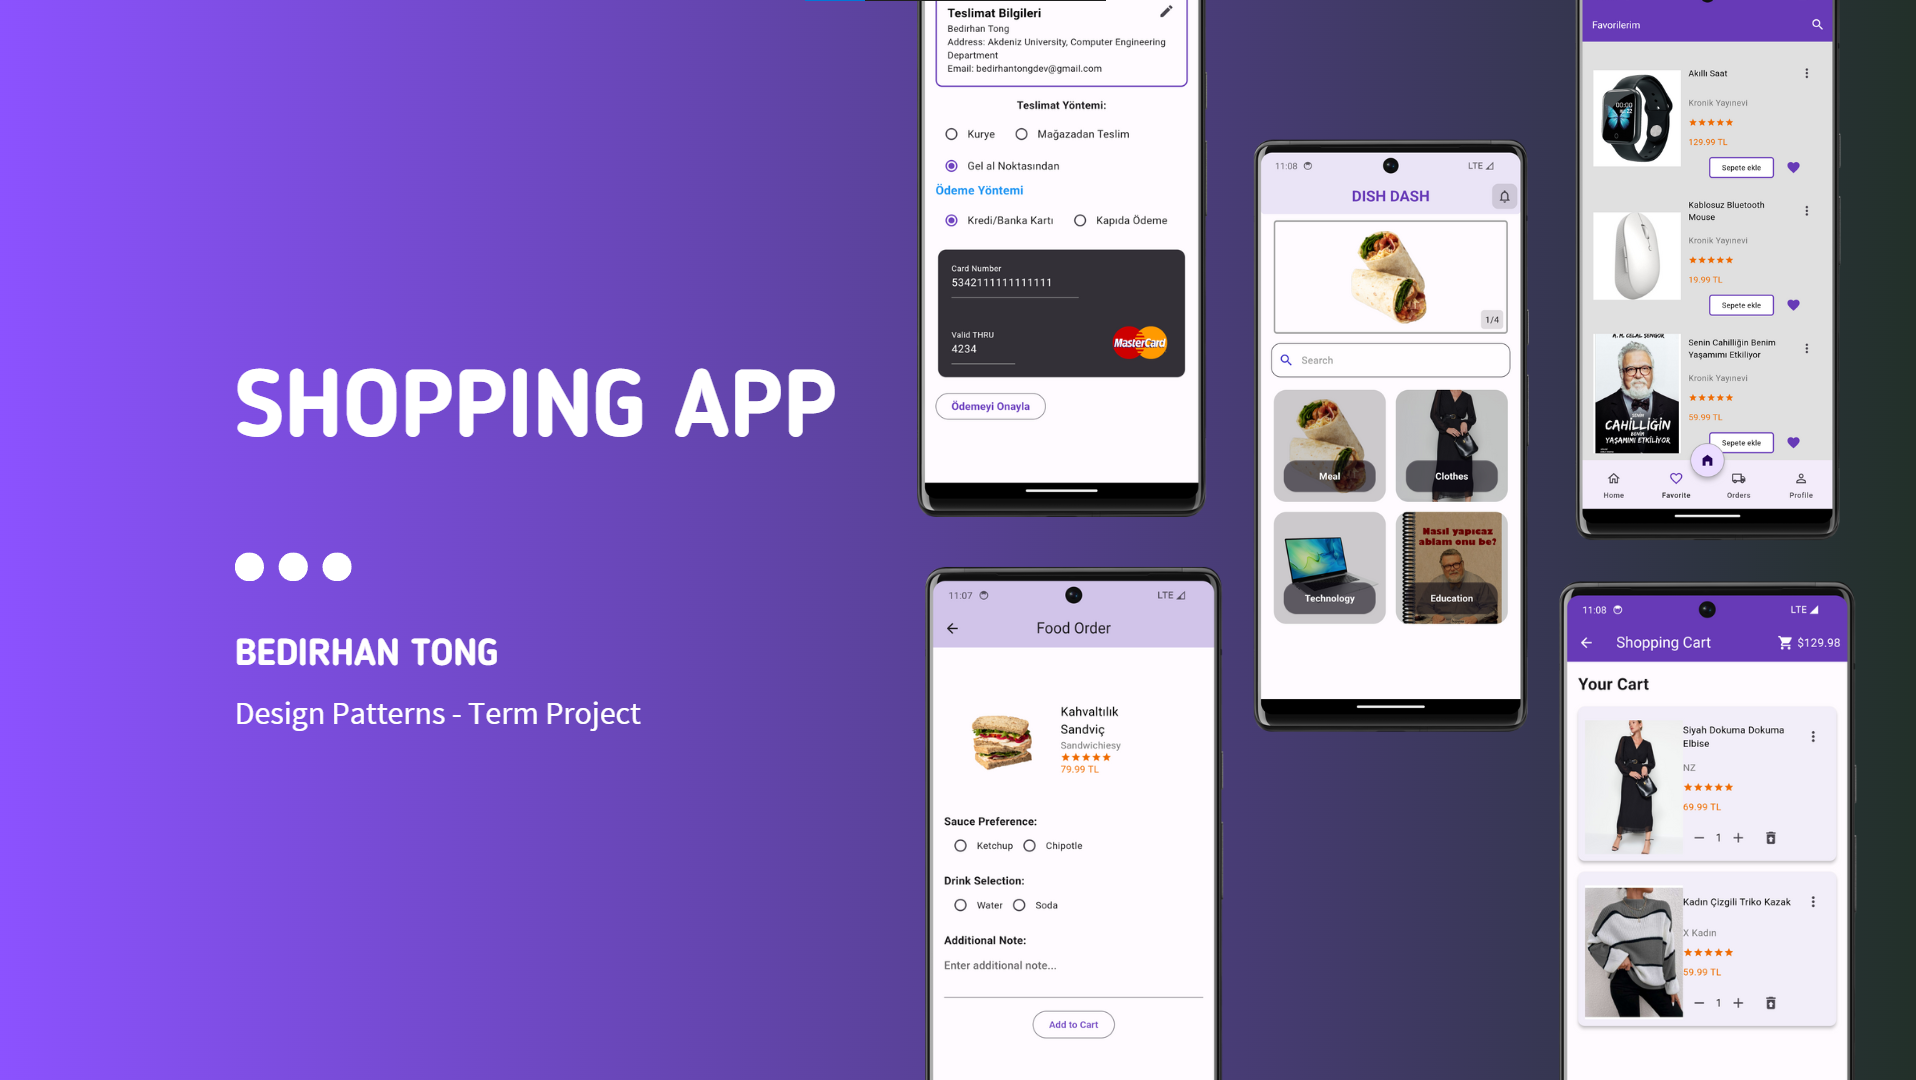 SHOPPING APP
BEDIRHAN TONG
Design Patterns - Term Project
Teslimat Bilgileri
Bedirhan Tong
Address: Akdeniz University, Computer Engineering
Department
Email: bedirhantongdev@gmail.com
Teslimat Yöntemi:
Kurye
Mağazadan Teslim
Gel al Noktasından
Ödeme Yöntemi
Kredi/Banka Kartı
Kapıda Ödeme
Card Number
5342111111111111
Valid THRU
4234
MasterCard
Ödemeyi Onayla
11:07
LTE
Food Order
Kahvaltılık
Sandviç
Sandwichiesy
79.99 TL
Sauce Preference:
Ketchup
Chipotle
Drink Selection:
Water
Soda
Additional Note:
Enter additional note...
Add to Cart
11:08
LTE
DISH DASH
1/4
Search
Meal
Clothes
Nasıl yapıcaz
ablam onu be?
Technology
Education
Favorilerim
Akıllı Saat
Kronik Yayınevi
129.99 TL
Sepete ekle
Kablosuz Bluetooth
Mouse
Kronik Yayınevi
19.99 TL
Sepete ekle
A. M. CELAL ŞENGÖR
SENİN
CAHİLLİĞİN
BENİM
YAŞAMIMI ETKİLİYOR
Senin Cahilliğin Benim
Yaşamımı Etkiliyor
Kronik Yayınevi
59.99 TL
Sepete ekle
Home
Favorite
Orders
Profile
11:08
LTE
Shopping Cart
$129.98
Your Cart
Siyah Dokuma Dokuma
Elbise
NZ
69.99 TL
1
Kadın Çizgili Triko Kazak
X Kadın
59.99 TL
1